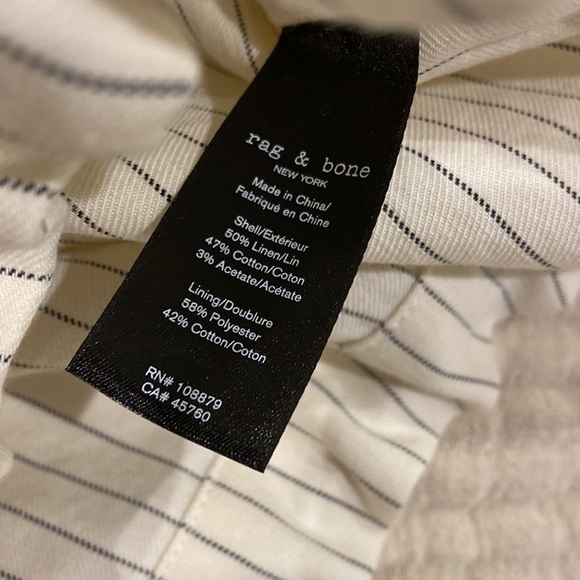 rag & bone
NEW YORK
Made in China/
Fabriqué en Chine
Shell/Extérieur
50% Linen/Lin
47% Cotton/Coton
3% Acetate/Acétate
Lining/Doublure
58% Polyester
42% Cotton/Coton
RN# 108879
CA# 45760